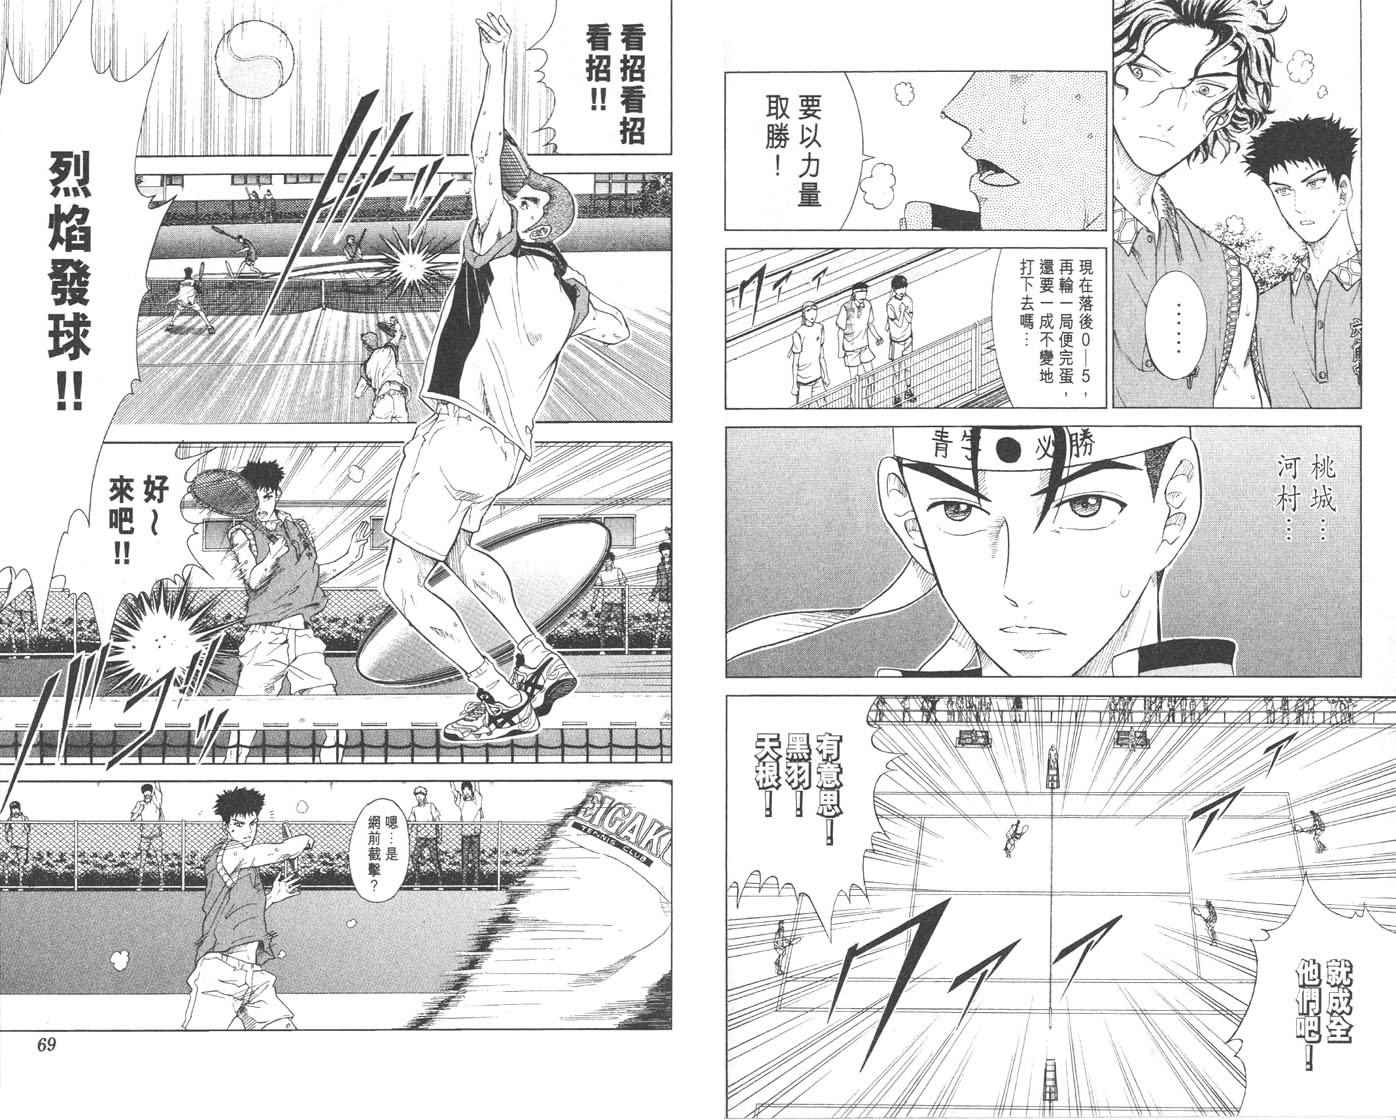 要以力量
取勝！
現在落後0—5，
再輸一局便完蛋，
還要一成不變地
打下去嗎…
……
青学●必勝
桃城…
河村…
有意思！
黑羽！
天根！
就成全
他們吧！
看招看招
看招!!
烈焰發球!!
好～
來吧!!
嗯…是
網前截擊？
EIGAKU
TENNIS CLUB
69